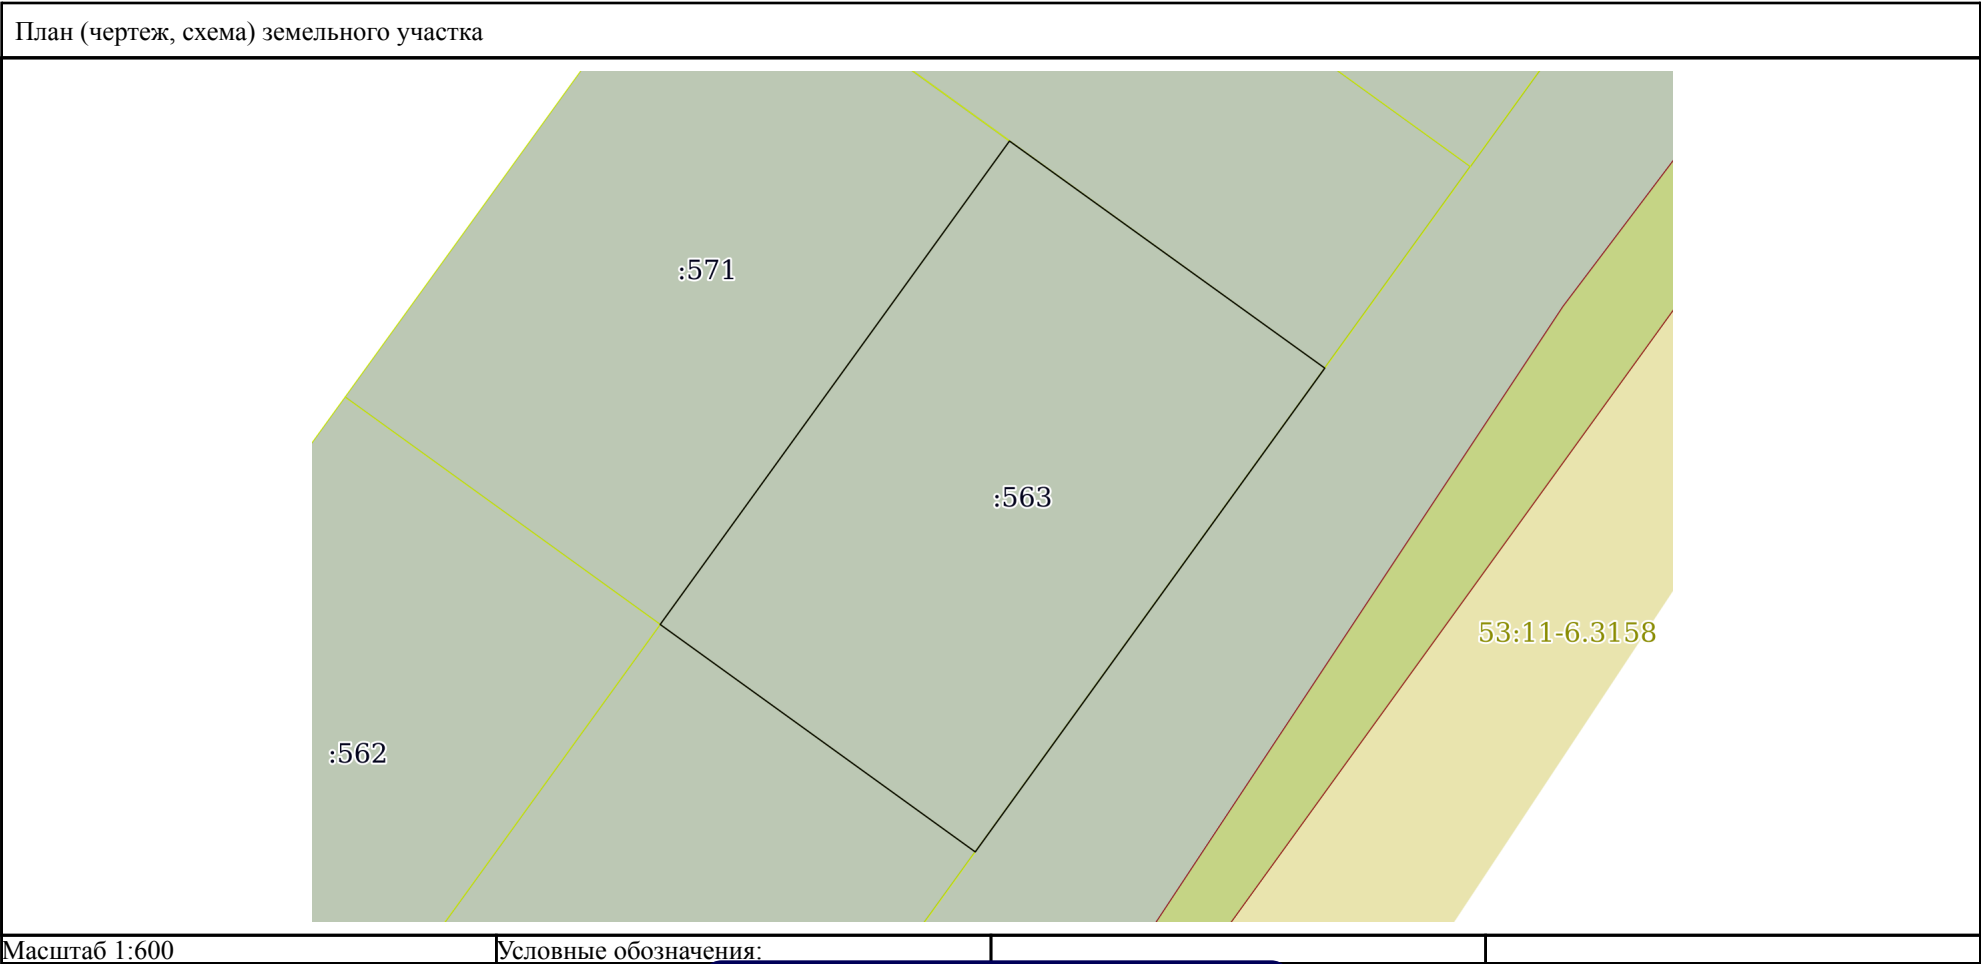 План (чертеж, схема) земельного участка
:571
:563
53:11-6.3158
:562
Масштаб 1:600
Условные обозначения: